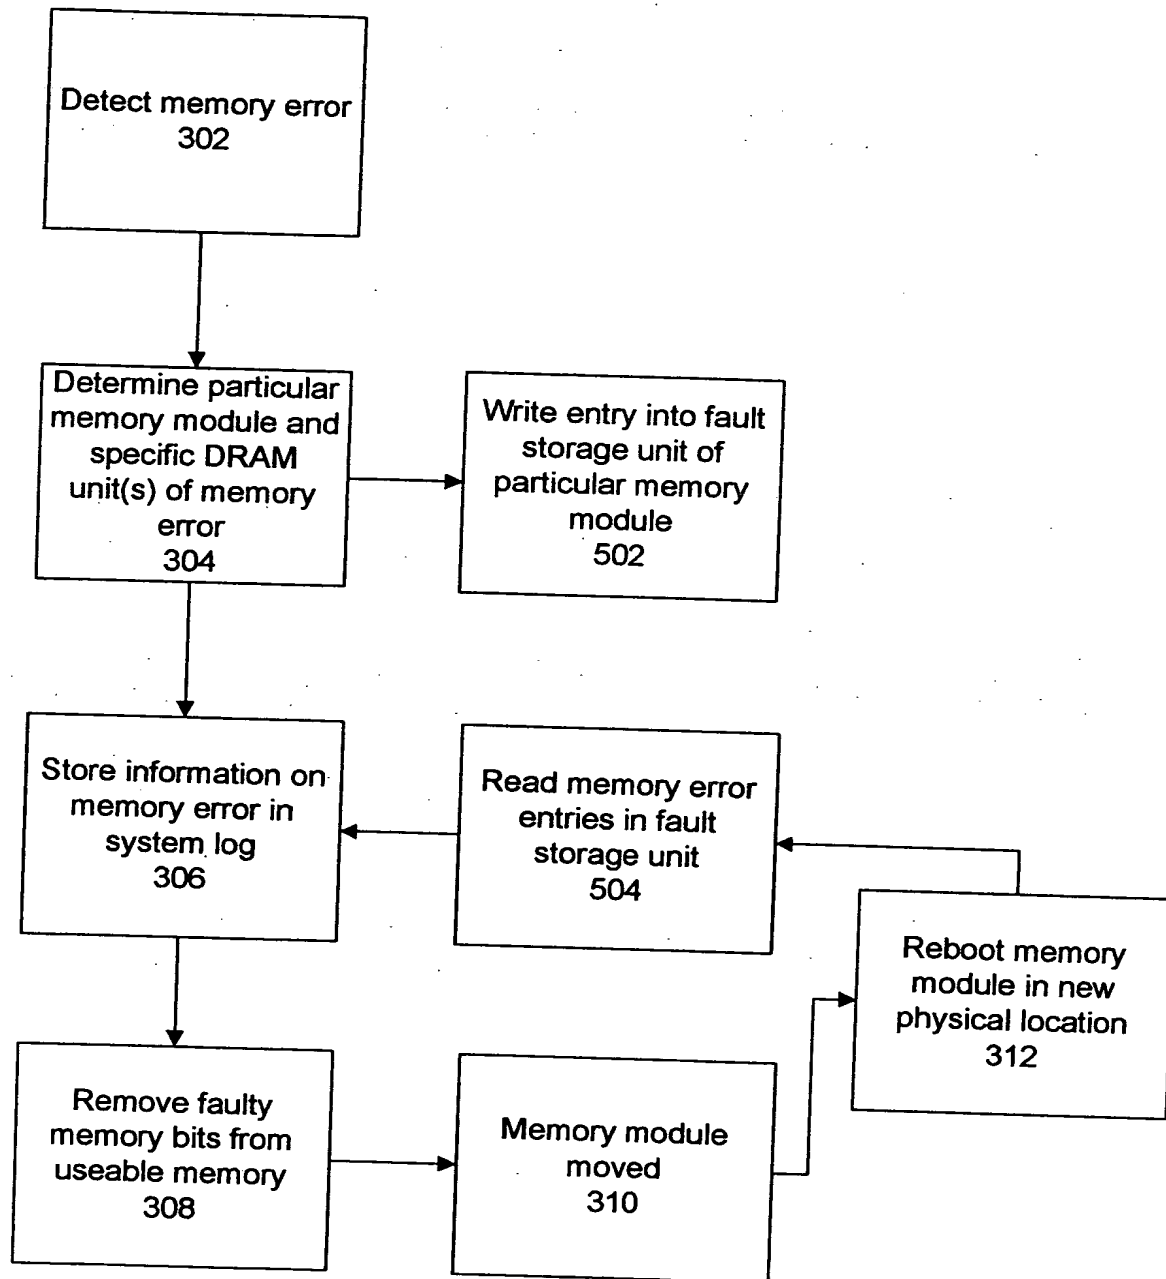 Detect memory error
302
Determine particular
memory module and
specific DRAM
unit(s) of memory
error
304
Write entry into fault
storage unit of
particular memory
module
502
Store information on
memory error in
system log
306
Read memory error
entries in fault
storage unit
504
Reboot memory
module in new
physical location
312
Remove faulty
memory bits from
useable memory
308
Memory module
moved
310